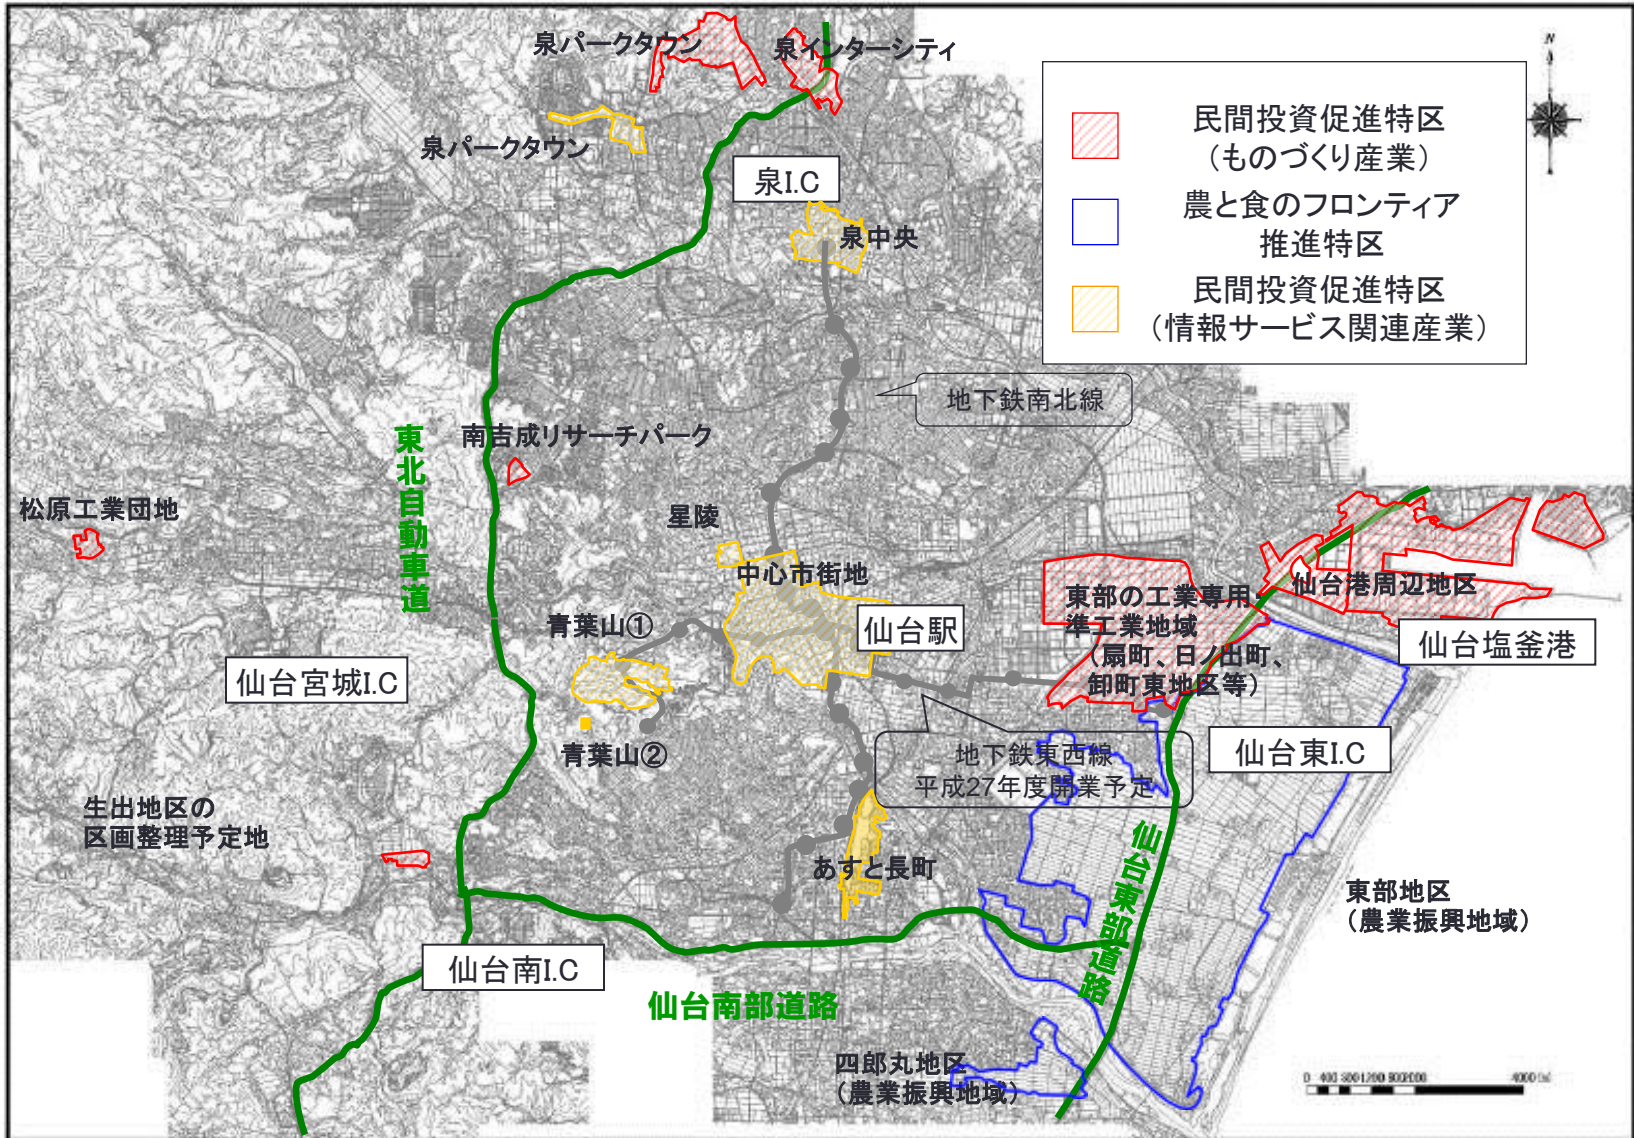 泉パークタウン
泉インターシティ
N
泉パークタウン
泉I.C
泉中央
民間投資促進特区
（ものづくり産業）
農と食のフロンティア
推進特区
民間投資促進特区
（情報サービス関連産業）
地下鉄南北線
東北自動車道
南吉成リサーチパーク
松原工業団地
星陵
中心市街地
仙台港周辺地区
東部の工業専用・
準工業地域
（扇町、日ノ出町、
卸町東地区等）
仙台塩釜港
青葉山①
仙台駅
仙台宮城I.C
青葉山②
地下鉄東西線
平成27年度開業予定
仙台東I.C
生出地区の
区画整理予定地
あすと長町
仙台東部道路
東部地区
（農業振興地域）
仙台南I.C
仙台南部道路
四郎丸地区
（農業振興地域）